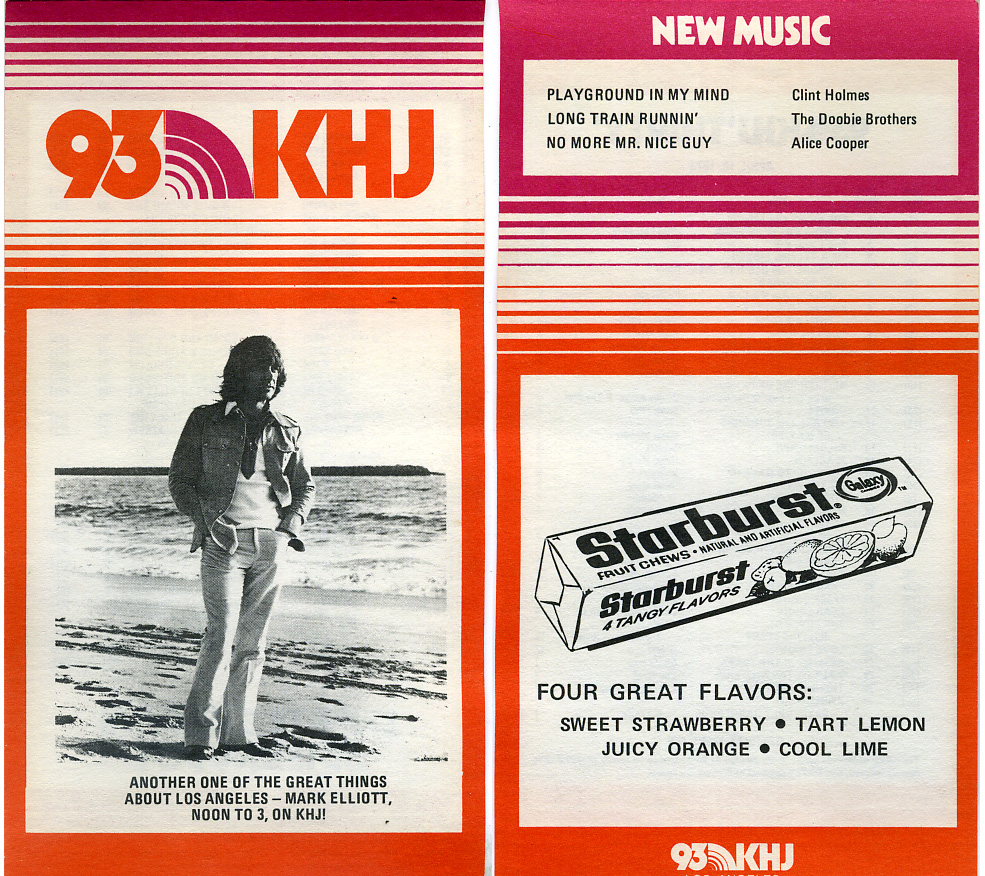 93 KHJ
ANOTHER ONE OF THE GREAT THINGS
ABOUT LOS ANGELES – MARK ELLIOTT,
NOON TO 3, ON KHJ!
NEW MUSIC
PLAYGROUND IN MY MIND Clint Holmes
LONG TRAIN RUNNIN' The Doobie Brothers
NO MORE MR. NICE GUY Alice Cooper
Galaxy
TM
Starburst®
FRUIT CHEWS • NATURAL AND ARTIFICIAL FLAVORS
Starburst
4 TANGY FLAVORS
FOUR GREAT FLAVORS:
SWEET STRAWBERRY • TART LEMON
JUICY ORANGE • COOL LIME
93 KHJ
LOS ANGELES